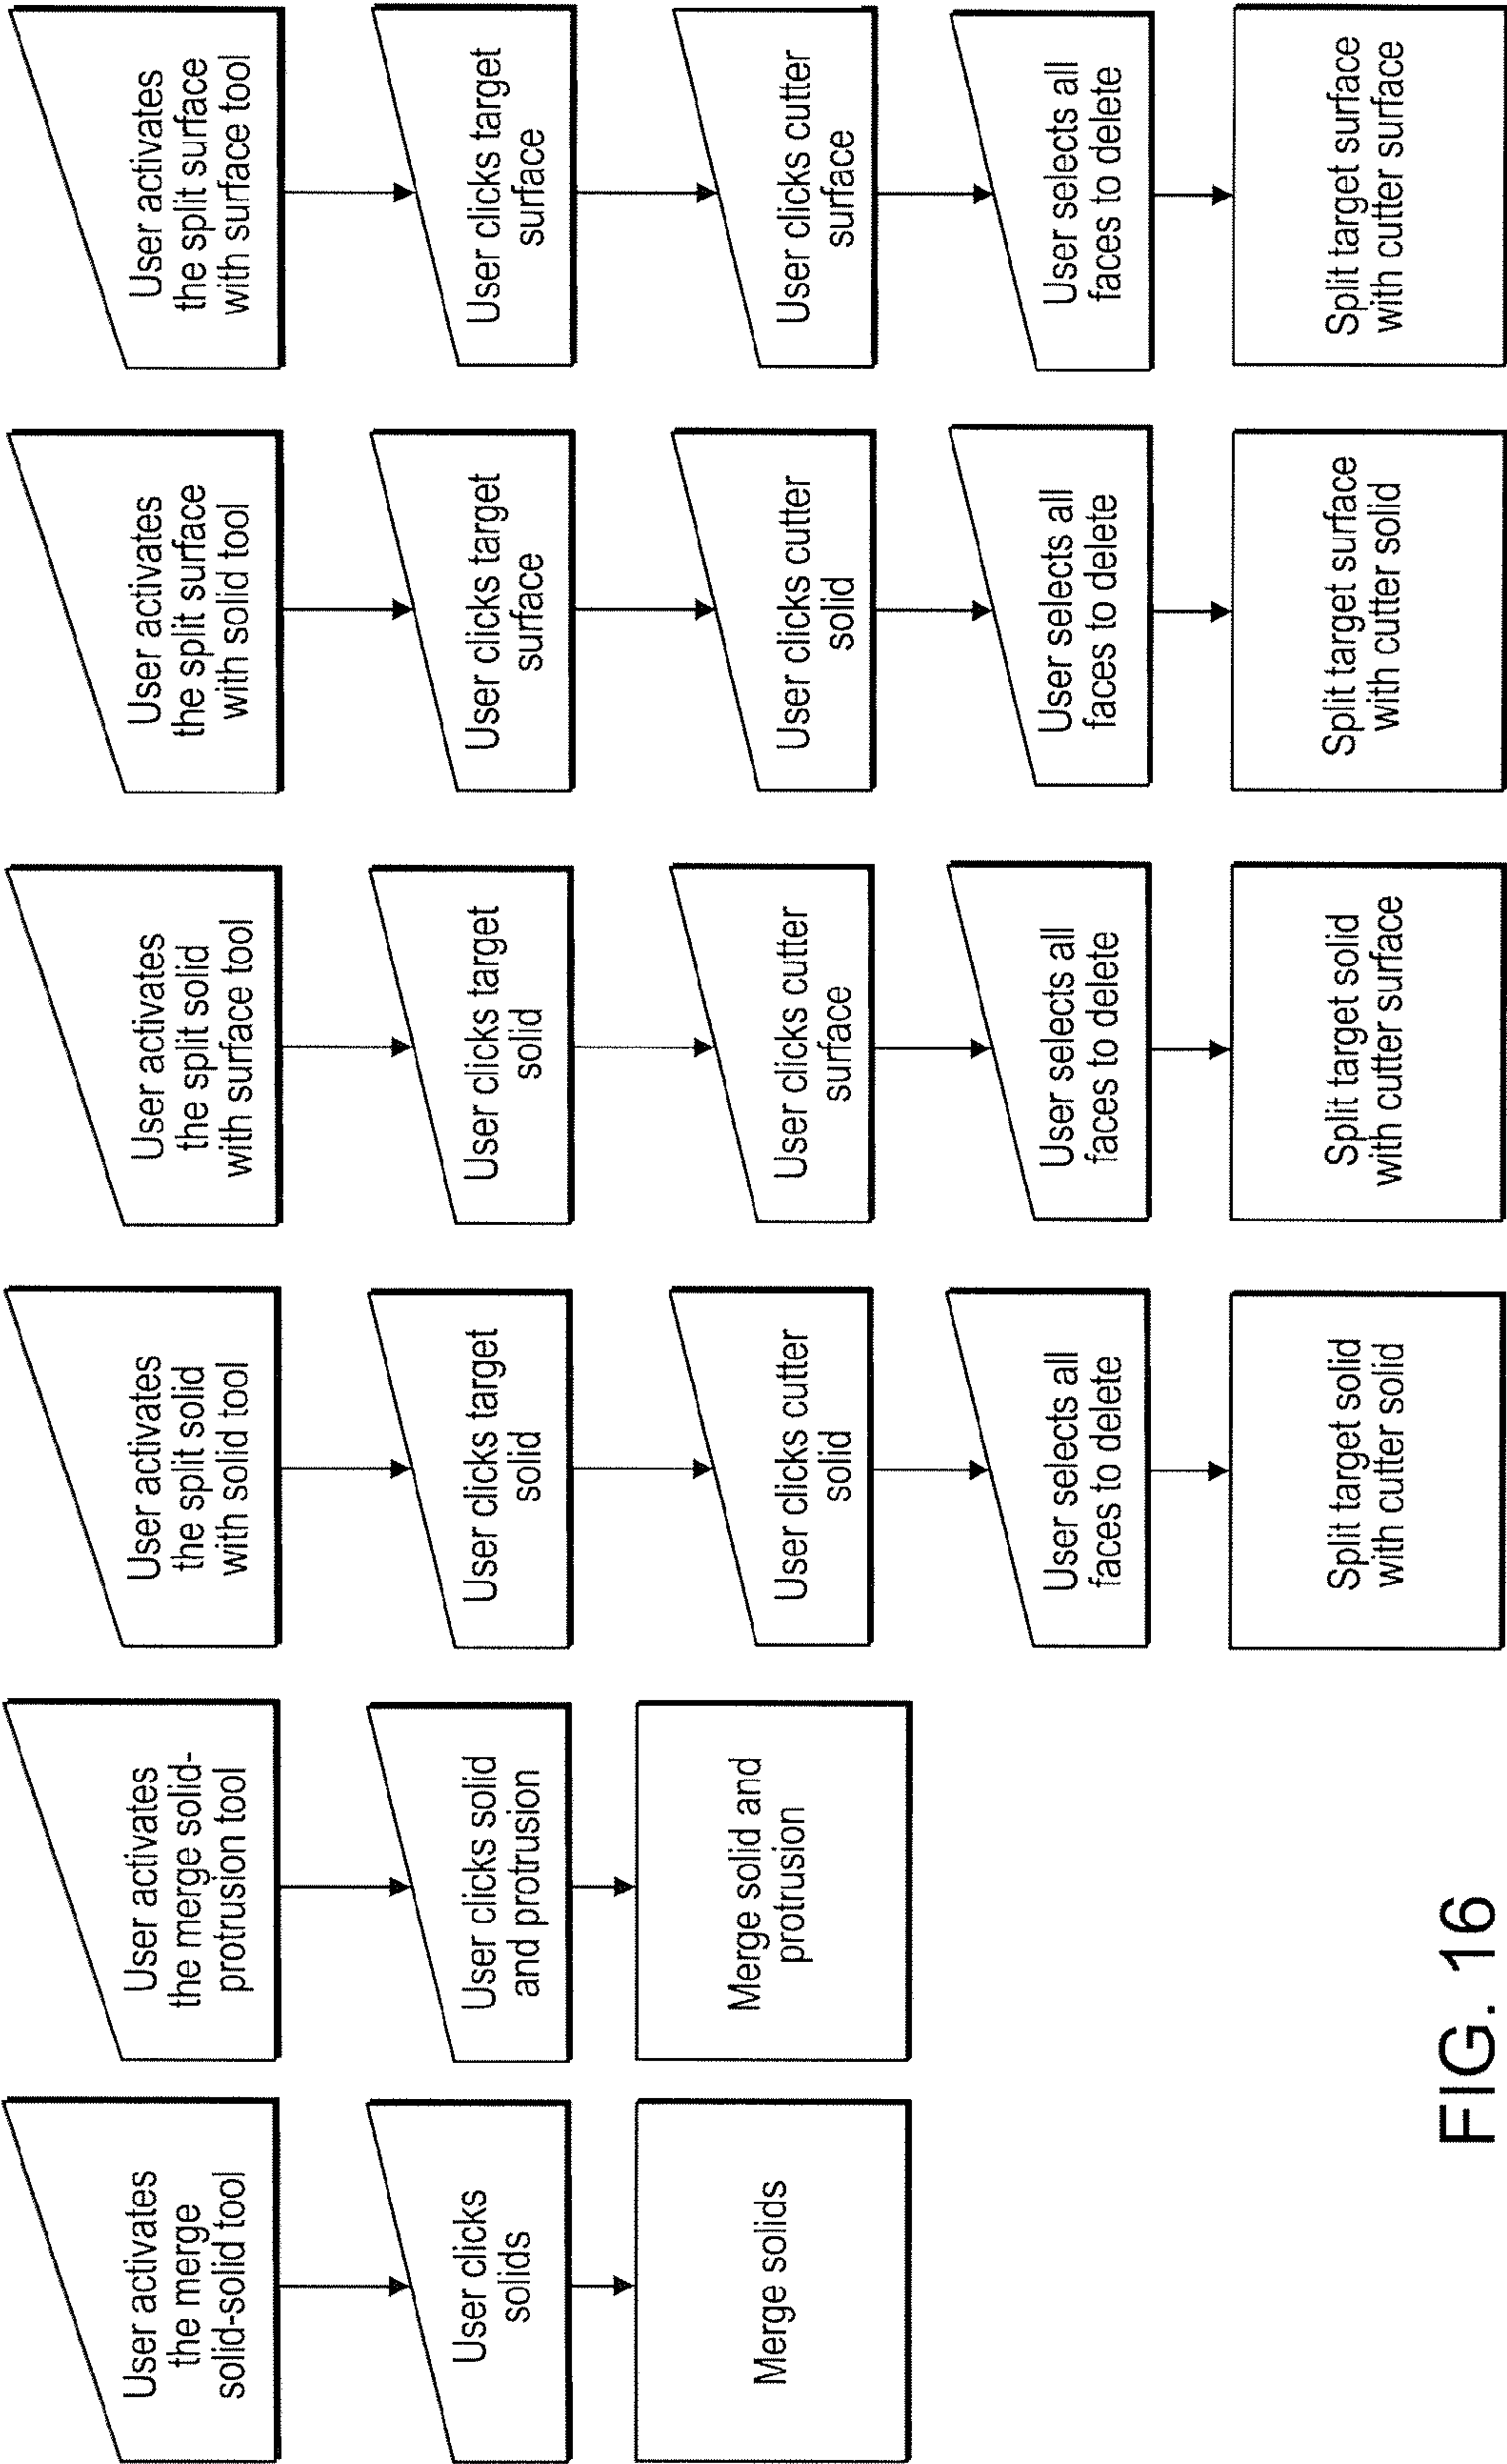 User activates
the merge
solid-solid tool
User clicks
solids
Merge solids
User activates
the merge solid-
protrusion tool
User clicks solid
and protrusion
Merge solid and
protrusion
User activates
the split solid
with solid tool
User clicks target
solid
User clicks cutter
solid
User selects all
faces to delete
Split target solid
with cutter solid
User activates
the split solid
with surface tool
User clicks target
solid
User clicks cutter
surface
User selects all
faces to delete
Split target solid
with cutter surface
User activates
the split surface
with solid tool
User clicks target
surface
User clicks cutter
solid
User selects all
faces to delete
Split target surface
with cutter solid
User activates
the split surface
with surface tool
User clicks target
surface
User clicks cutter
surface
User selects all
faces to delete
Split target surface
with cutter surface
FIG. 16